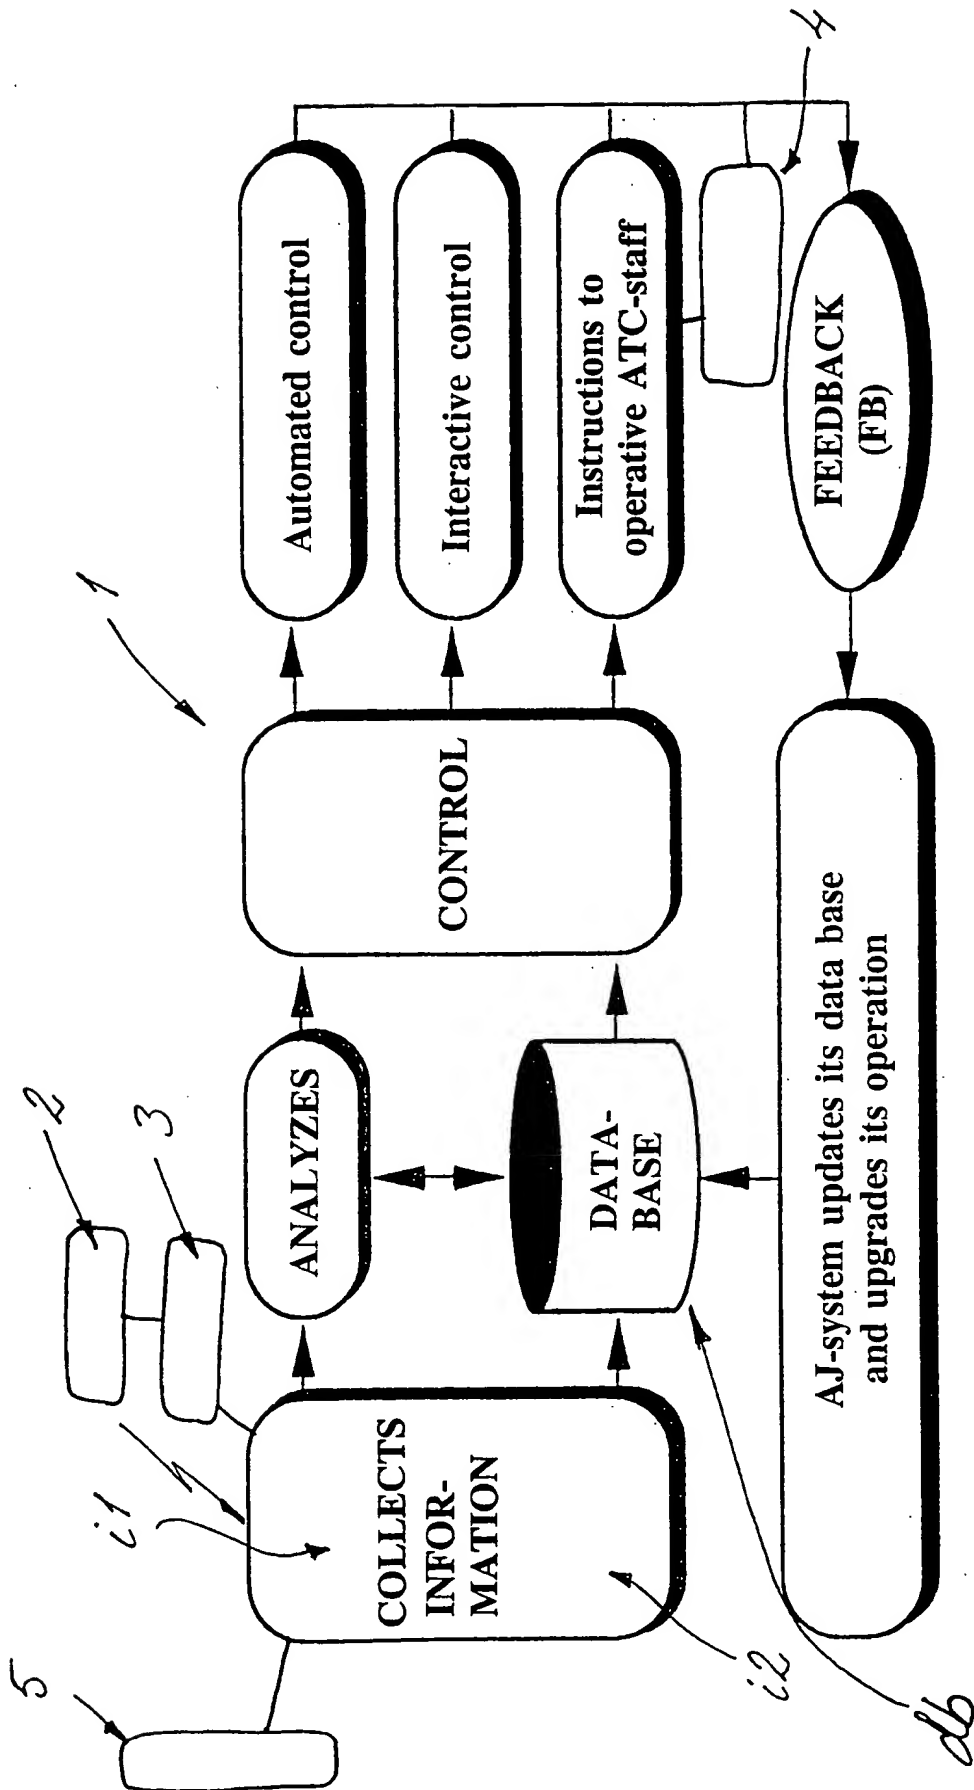 5
2
3
1
4
i1
i2
db
COLLECTS
INFOR-
MATION
ANALYZES
DATA-
BASE
CONTROL
Automated control
Interactive control
Instructions to
operative ATC-staff
FEEDBACK
(FB)
AJ-system updates its data base
and upgrades its operation